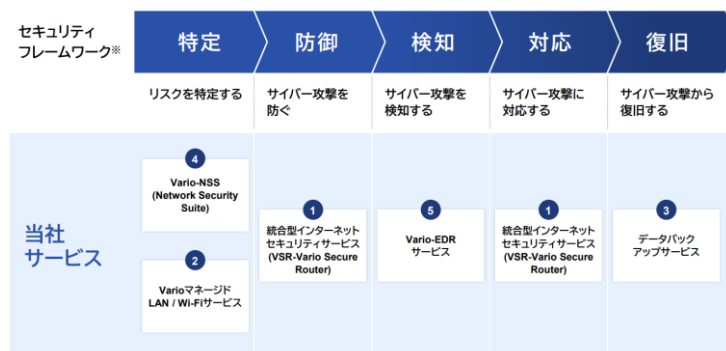 セキュリティ
フレームワーク※
特定
防御
検知
対応
復旧
リスクを特定する
サイバー攻撃を
防ぐ
サイバー攻撃を
検知する
サイバー攻撃に
対応する
サイバー攻撃から
復旧する
当社
サービス
4
Vario-NSS
(Network Security
Suite)
2
Varioマネージド
LAN / Wi-Fiサービス
1
統合型インターネット
セキュリティサービス
(VSR-Vario Secure
Router)
5
Vario-EDR
サービス
1
統合型インターネット
セキュリティサービス
(VSR-Vario Secure
Router)
3
データバック
アップサービス